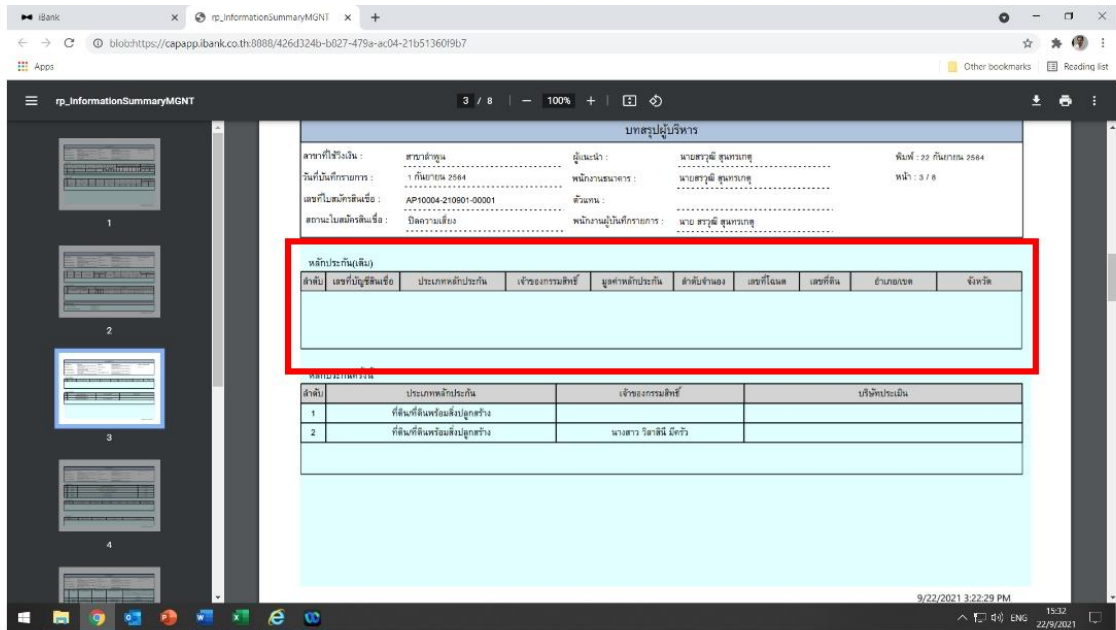 iBank
rp_InformationSummaryMGNT
blob:https://capapp.ibank.co.th:8888/426d324b-b827-479a-ac04-21b51360f9b7
Apps
Other bookmarks
Reading list
rp_InformationSummaryMGNT
3 / 8
100%
1
2
3
4
บทสรุปผู้บริหาร
สาขาที่ใช้วงเงิน : สาขาลำพูน ผู้แนะนำ : นายสรวุฒิ สุนทรเกตุ พิมพ์ : 22 กันยายน 2564
วันที่บันทึกรายการ : 1 กันยายน 2564 พนักงานธนาคาร : นายสรวุฒิ สุนทรเกตุ หน้า : 3 / 8
เลขที่ใบสมัครสินเชื่อ : AP10004-210901-00001 ตัวแทน :
สถานะใบสมัครสินเชื่อ : ปิดความเสี่ยง พนักงานผู้บันทึกรายการ : นาย สรวุฒิ สุนทรเกตุ
หลักประกัน(เดิม)
ลำดับ เลขที่บัญชีสินเชื่อ ประเภทหลักประกัน เจ้าของกรรมสิทธิ์ มูลค่าหลักประกัน ลำดับจำนอง เลขที่โฉนด เลขที่ดิน อำเภอ/เขต จังหวัด
หลักประกันครั้งนี้
ลำดับ ประเภทหลักประกัน เจ้าของกรรมสิทธิ์ บริษัทประเมิน
1 ที่ดิน/ที่ดินพร้อมสิ่งปลูกสร้าง
2 ที่ดิน/ที่ดินพร้อมสิ่งปลูกสร้าง นางสาว วิลาสินี มีครัว
9/22/2021 3:22:29 PM
ENG
15:32
22/9/2021